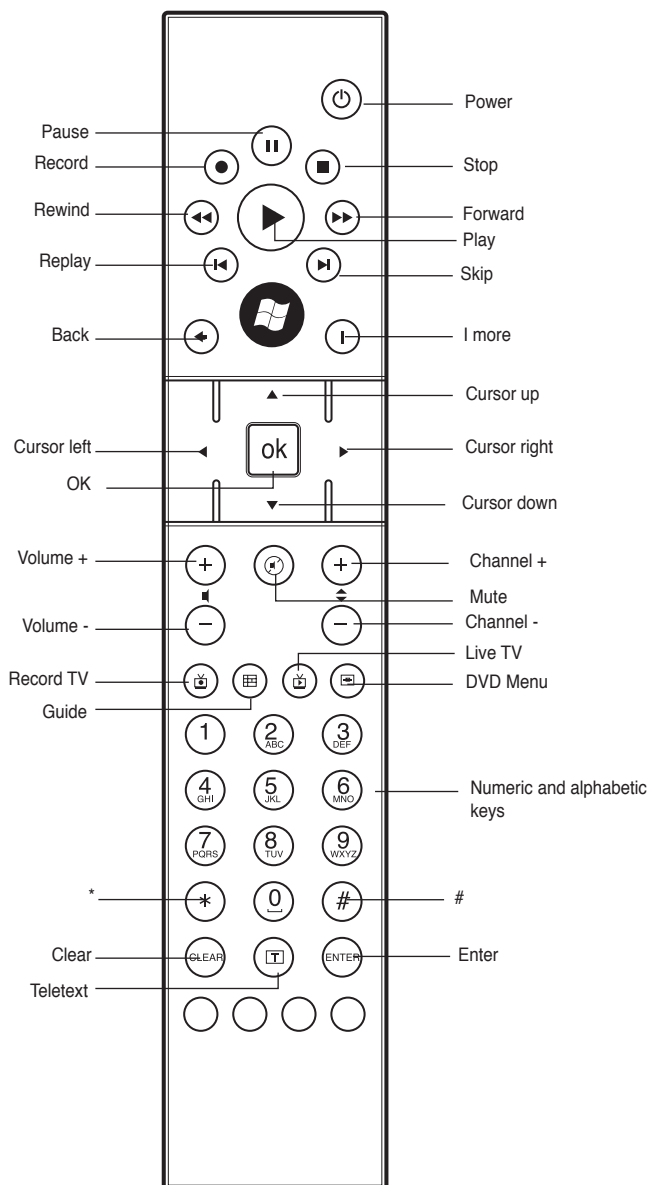 Power
Pause
Record
Stop
Rewind
Forward
Play
Replay
Skip
Back
I more
Cursor up
Cursor left
ok
Cursor right
OK
Cursor down
Volume +
Channel +
Mute
Volume -
Channel -
Live TV
Record TV
DVD Menu
Guide
1
2
ABC
3
DEF
4
GHI
5
JKL
6
MNO
Numeric and alphabetic
keys
7
PQRS
8
TUV
9
WXYZ
*
*
0
#
#
Clear
CLEAR
T
ENTER
Enter
Teletext